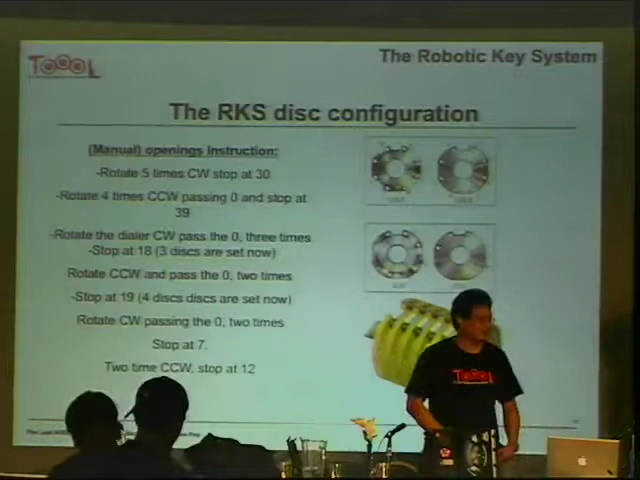 TOOOL
The Robotic Key System
The RKS disc configuration
(Manual) openings Instruction:
-Rotate 5 times CW stop at 30
-Rotate 4 times CCW passing 0 and stop at
39
-Rotate the dialer CW pass the 0, three times
-Stop at 18 (3 discs are set now)
Rotate CCW and pass the 0, two times
-Stop at 19 (4 discs discs are set now)
Rotate CW passing the 0, two times
Stop at 7.
Two time CCW, stop at 12